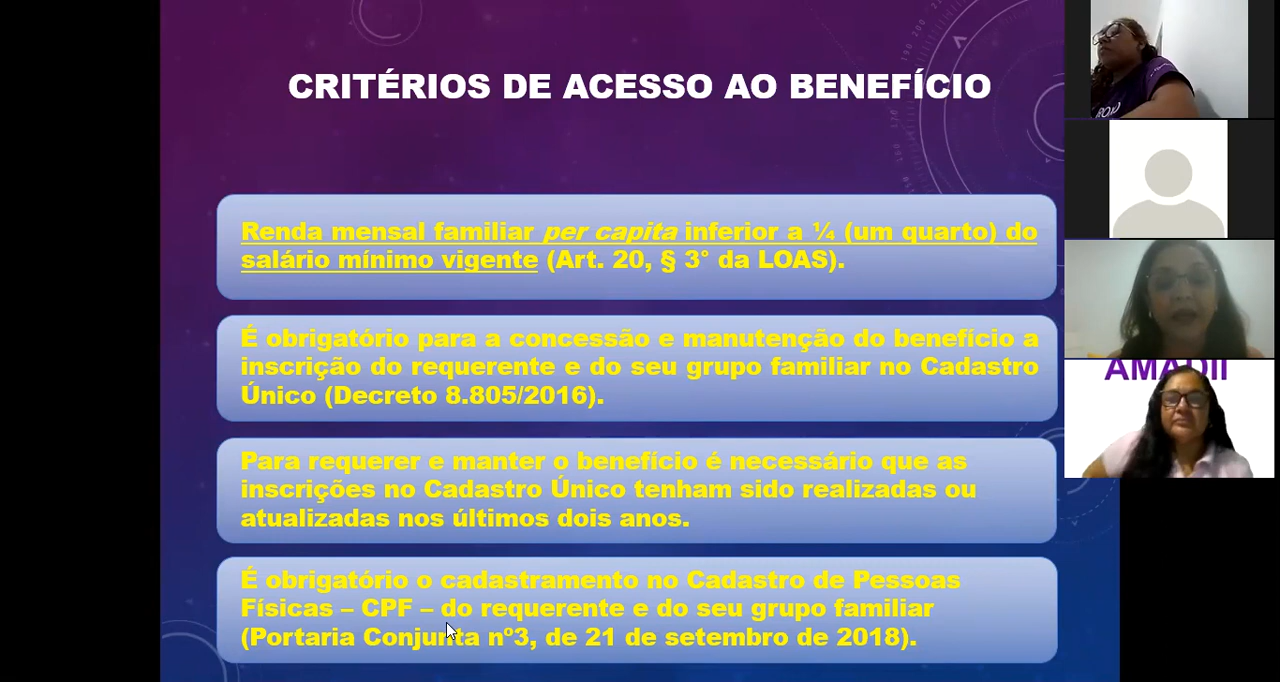 CRITÉRIOS DE ACESSO AO BENEFÍCIO
Renda mensal familiar per capita inferior a ¼ (um quarto) do
salário mínimo vigente (Art. 20, § 3° da LOAS).
É obrigatório para a concessão e manutenção do benefício a
inscrição do requerente e do seu grupo familiar no Cadastro
Único (Decreto 8.805/2016).
Para requerer e manter o benefício é necessário que as
inscrições no Cadastro Único tenham sido realizadas ou
atualizadas nos últimos dois anos.
É obrigatório o cadastramento no Cadastro de Pessoas
Físicas – CPF – do requerente e do seu grupo familiar
(Portaria Conjunta nº3, de 21 de setembro de 2018).
AMADII